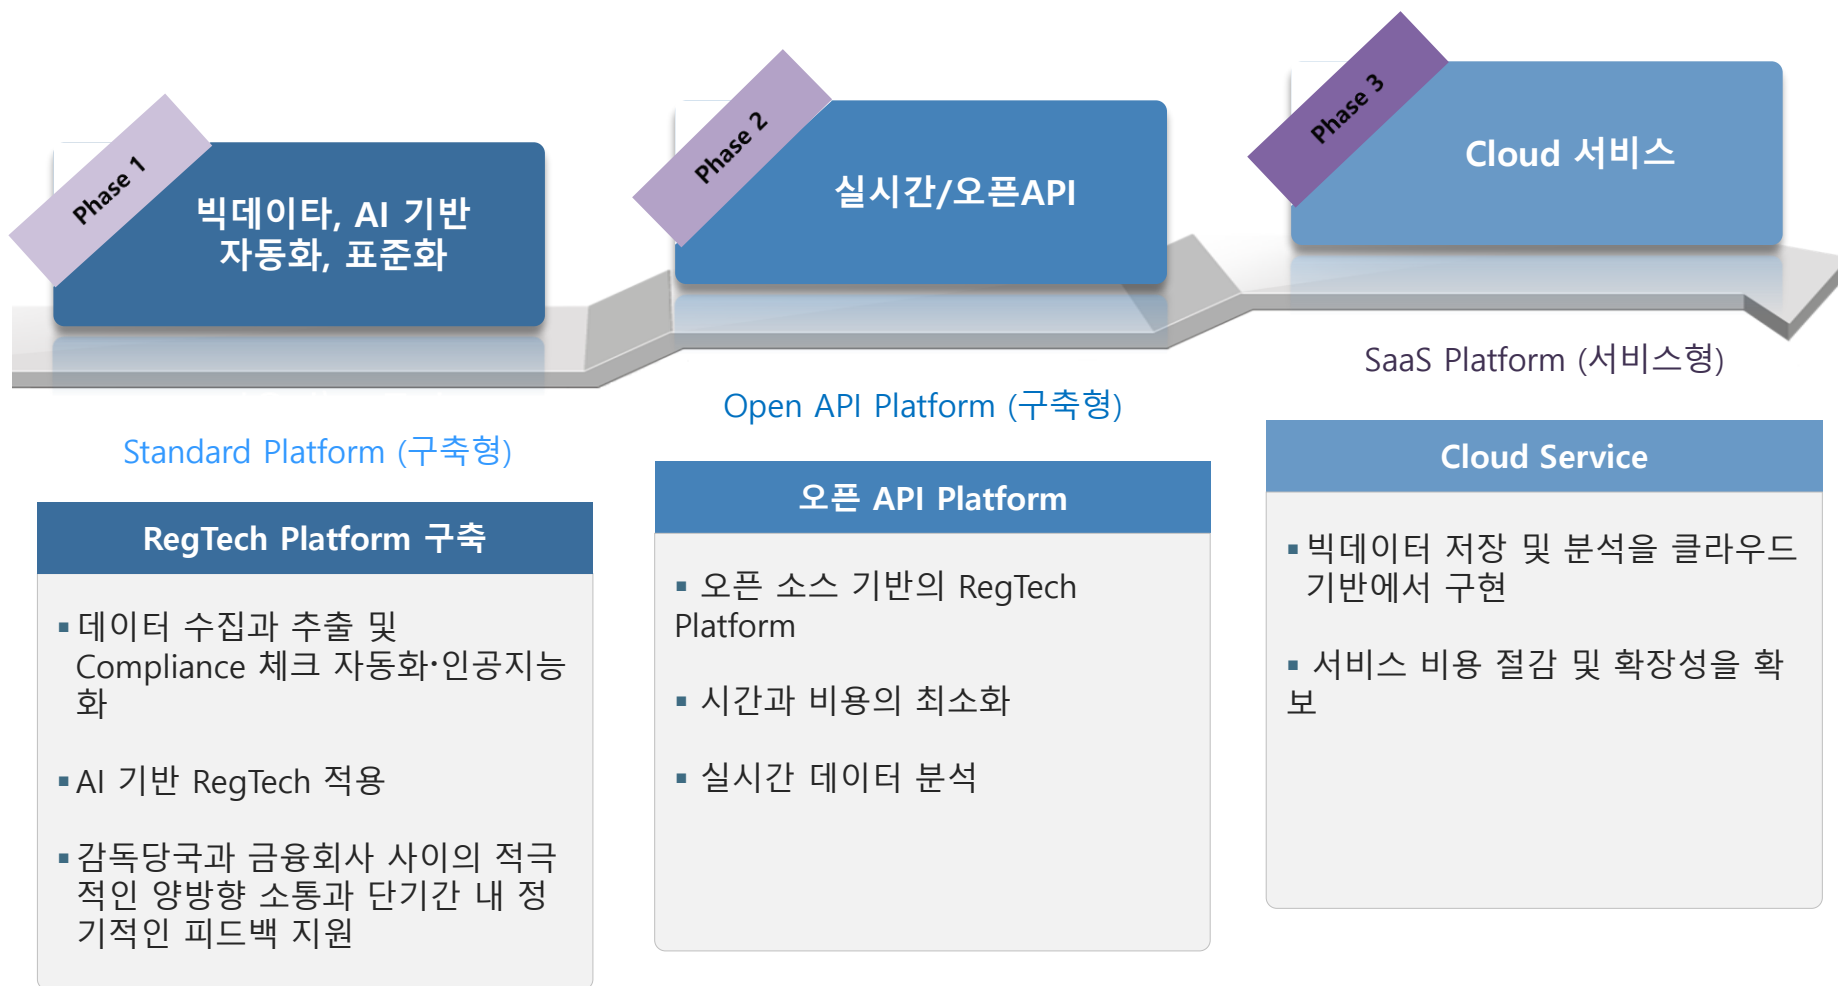 Phase 1
빅데이타, AI 기반
자동화, 표준화
Standard Platform (구축형)
RegTech Platform 구축
▪데이터 수집과 추출 및
Compliance 체크 자동화·인공지능
화
▪AI 기반 RegTech 적용
▪감독당국과 금융회사 사이의 적극
적인 양방향 소통과 단기간 내 정
기적인 피드백 지원
Phase 2
실시간/오픈API
Open API Platform (구축형)
오픈 API Platform
▪ 오픈 소스 기반의 RegTech
Platform
▪ 시간과 비용의 최소화
▪ 실시간 데이터 분석
Phase 3
Cloud 서비스
SaaS Platform (서비스형)
Cloud Service
▪빅데이터 저장 및 분석을 클라우드
기반에서 구현
▪ 서비스 비용 절감 및 확장성을 확
보